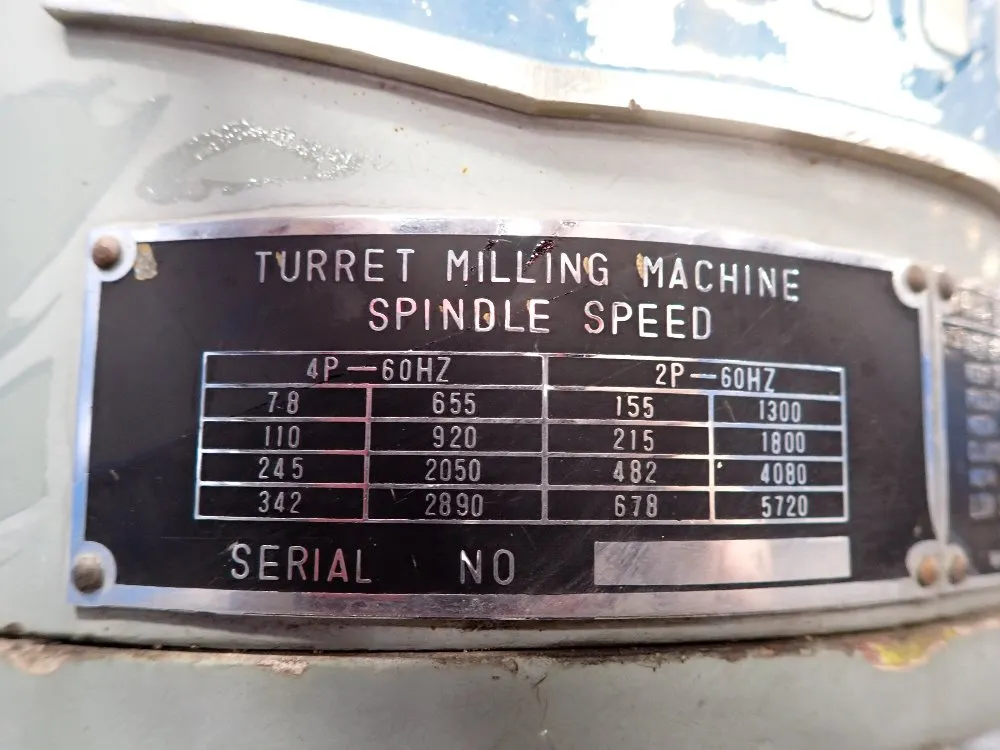 TURRET MILLING MACHINE
SPINDLE SPEED
4P—60HZ 2P—60HZ
78 655 155 1300
110 920 215 1800
245 2050 482 4080
342 2890 678 5720
SERIAL NO